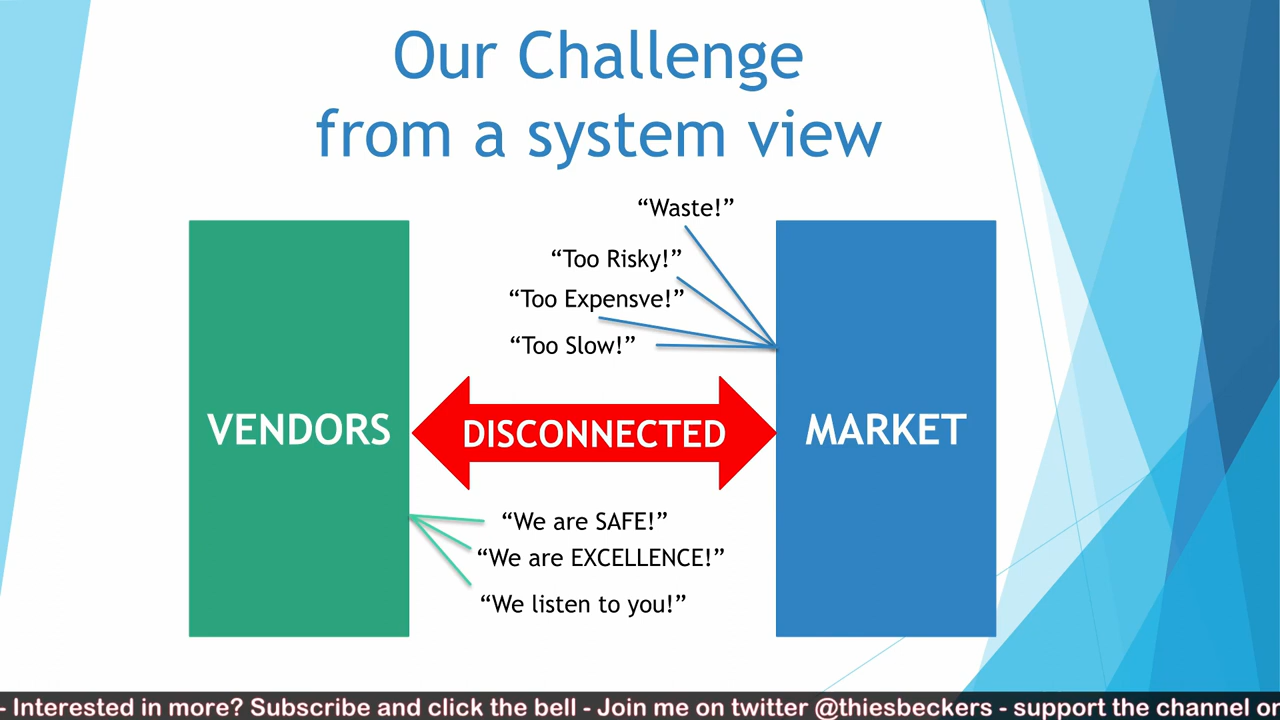 Our Challenge
from a system view
“Waste!”
“Too Risky!”
“Too Expensve!”
“Too Slow!”
VENDORS
DISCONNECTED
MARKET
“We are SAFE!”
“We are EXCELLENCE!”
“We listen to you!”
- Interested in more? Subscribe and click the bell - Join me on twitter @thiesbeckers - support the channel on